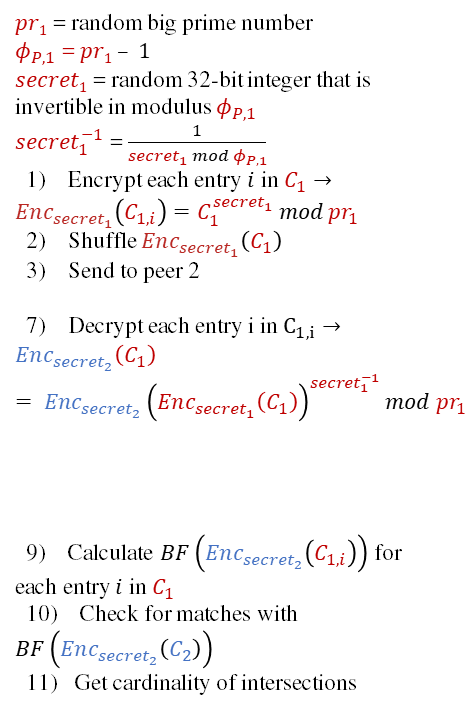 pr₁ = random big prime number
ϕ_{P,1} = pr₁ – 1
secret₁ = random 32-bit integer that is
invertible in modulus ϕ_{P,1}
secret₁⁻¹ = 1 / (secret₁ mod ϕ_{P,1})
1) Encrypt each entry i in C₁ →
Enc_{secret₁}(C_{1,i}) = C₁^{secret₁} mod pr₁
2) Shuffle Enc_{secret₁}(C₁)
3) Send to peer 2
7) Decrypt each entry i in C_{1,i} →
Enc_{secret₂}(C₁)
= Enc_{secret₂}(Enc_{secret₁}(C₁))^{secret₁⁻¹} mod pr₁
9) Calculate BF(Enc_{secret₂}(C_{1,i})) for
each entry i in C₁
10) Check for matches with
BF(Enc_{secret₂}(C₂))
11) Get cardinality of intersections